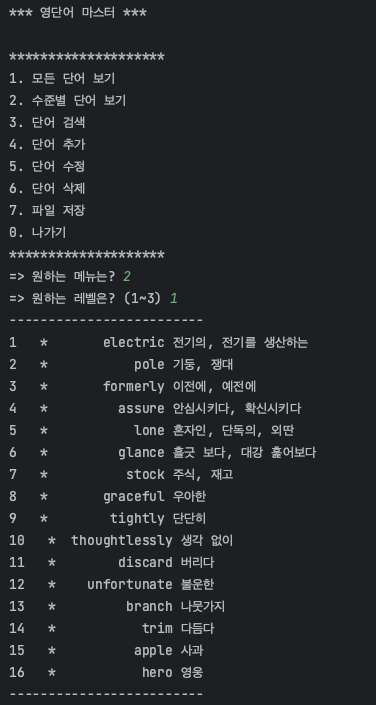 *** 영단어 마스터 ***
********************
1. 모든 단어 보기
2. 수준별 단어 보기
3. 단어 검색
4. 단어 추가
5. 단어 수정
6. 단어 삭제
7. 파일 저장
0. 나가기
********************
=> 원하는 메뉴는? 2
=> 원하는 레벨은? (1~3) 1
-------------------------
1 * electric 전기의, 전기를 생산하는
2 * pole 기둥, 쟁대
3 * formerly 이전에, 예전에
4 * assure 안심시키다, 확신시키다
5 * lone 혼자인, 단독의, 외딴
6 * glance 흘긋 보다, 대강 훑어보다
7 * stock 주식, 재고
8 * graceful 우아한
9 * tightly 단단히
10 * thoughtlessly 생각 없이
11 * discard 버리다
12 * unfortunate 불운한
13 * branch 나뭇가지
14 * trim 다듬다
15 * apple 사과
16 * hero 영웅
-------------------------